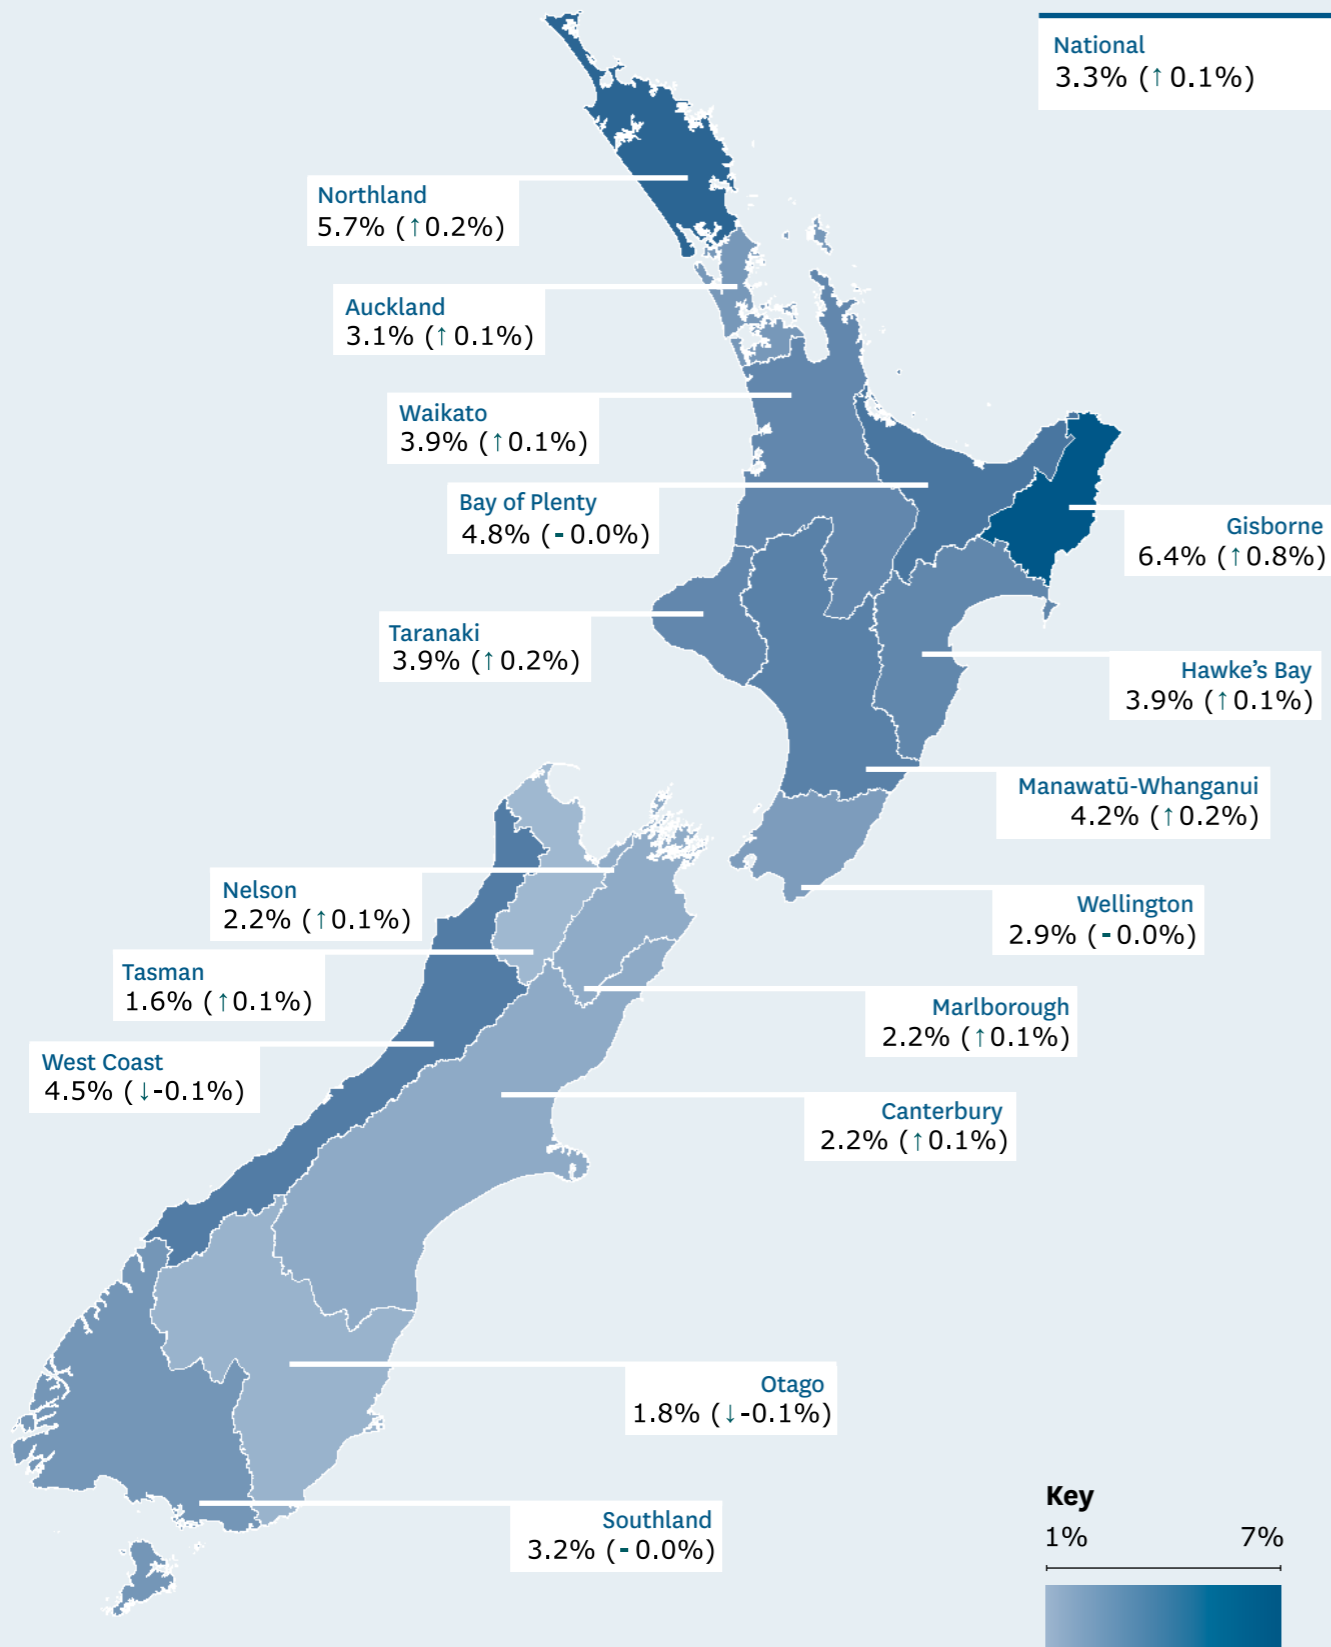 National
3.3% (↑0.1%)
Northland
5.7% (↑0.2%)
Auckland
3.1% (↑0.1%)
Waikato
3.9% (↑0.1%)
Bay of Plenty
4.8% (-0.0%)
Gisborne
6.4% (↑0.8%)
Taranaki
3.9% (↑0.2%)
Hawke’s Bay
3.9% (↑0.1%)
Manawatū-Whanganui
4.2% (↑0.2%)
Nelson
2.2% (↑0.1%)
Wellington
2.9% (-0.0%)
Tasman
1.6% (↑0.1%)
Marlborough
2.2% (↑0.1%)
West Coast
4.5% (↓-0.1%)
Canterbury
2.2% (↑0.1%)
Otago
1.8% (↓-0.1%)
Southland
3.2% (-0.0%)
Key
1% 7%